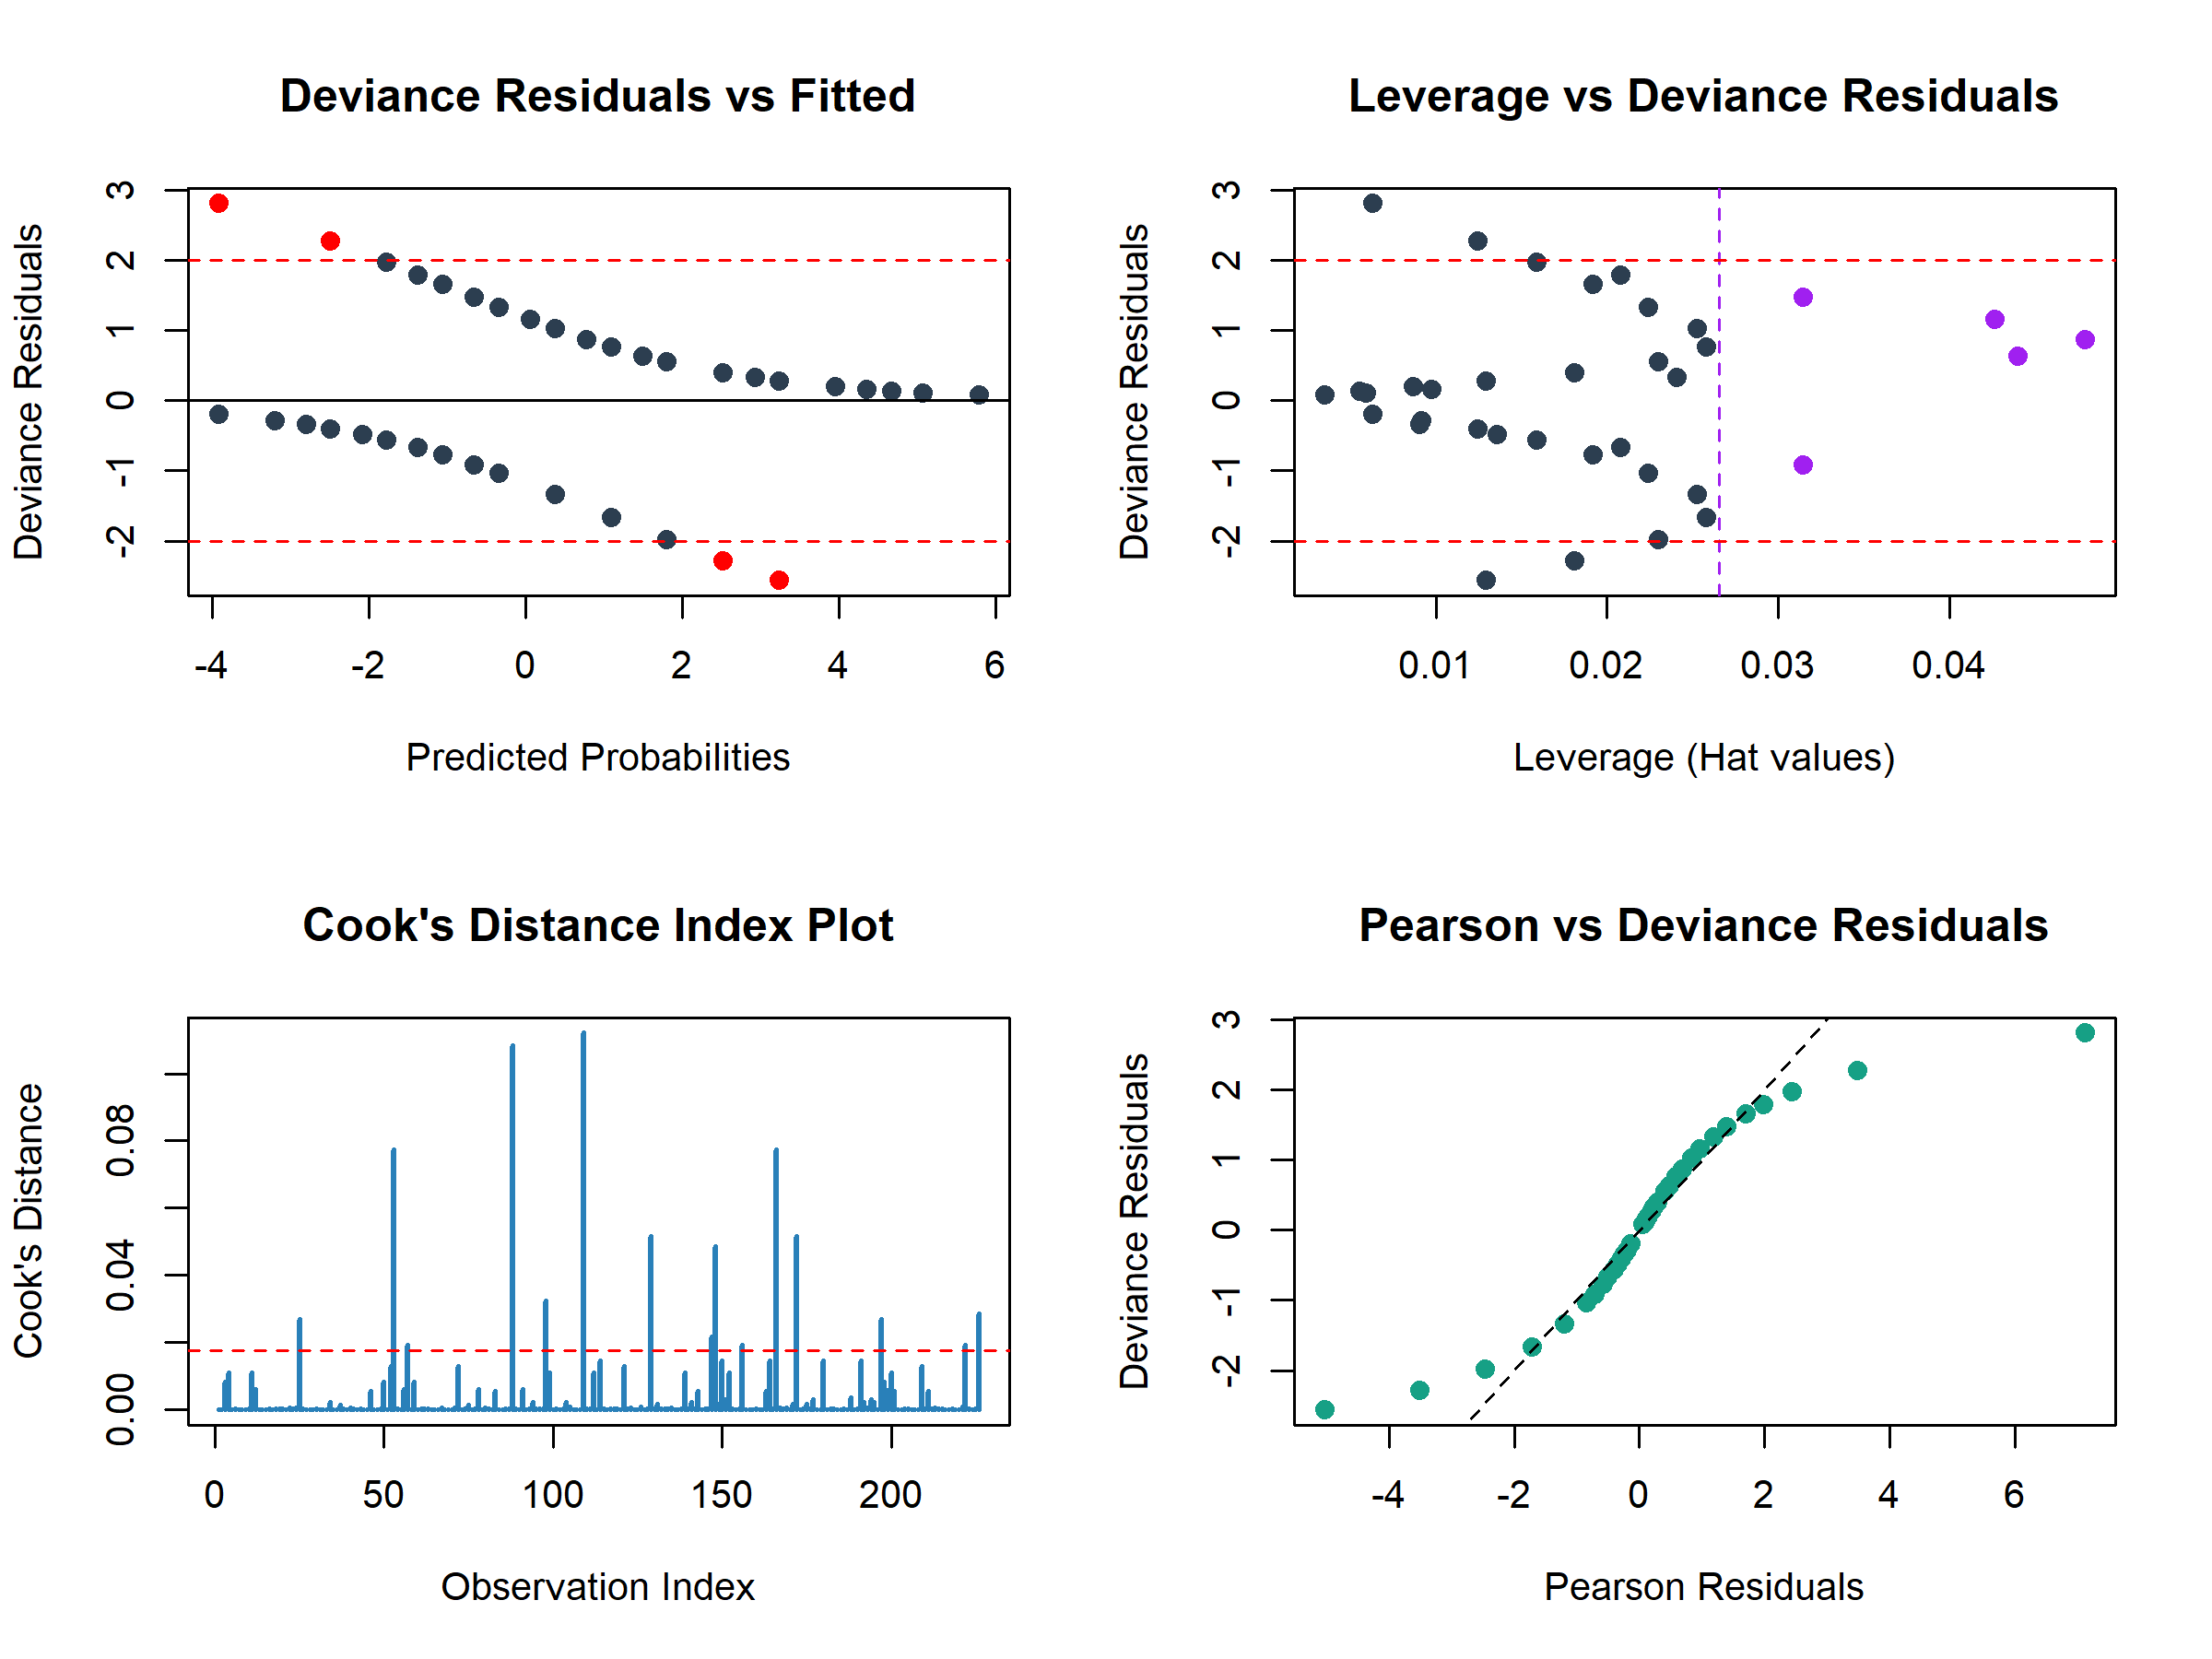 Deviance Residuals vs Fitted
Deviance Residuals
3
2
1
0
-1
-2
-4 -2 0 2 4 6
Predicted Probabilities
Leverage vs Deviance Residuals
Deviance Residuals
3
2
1
0
-1
-2
0.01 0.02 0.03 0.04
Leverage (Hat values)
Cook's Distance Index Plot
Cook's Distance
0.08
0.04
0.00
0 50 100 150 200
Observation Index
Pearson vs Deviance Residuals
Deviance Residuals
3
2
1
0
-1
-2
-4 -2 0 2 4 6
Pearson Residuals